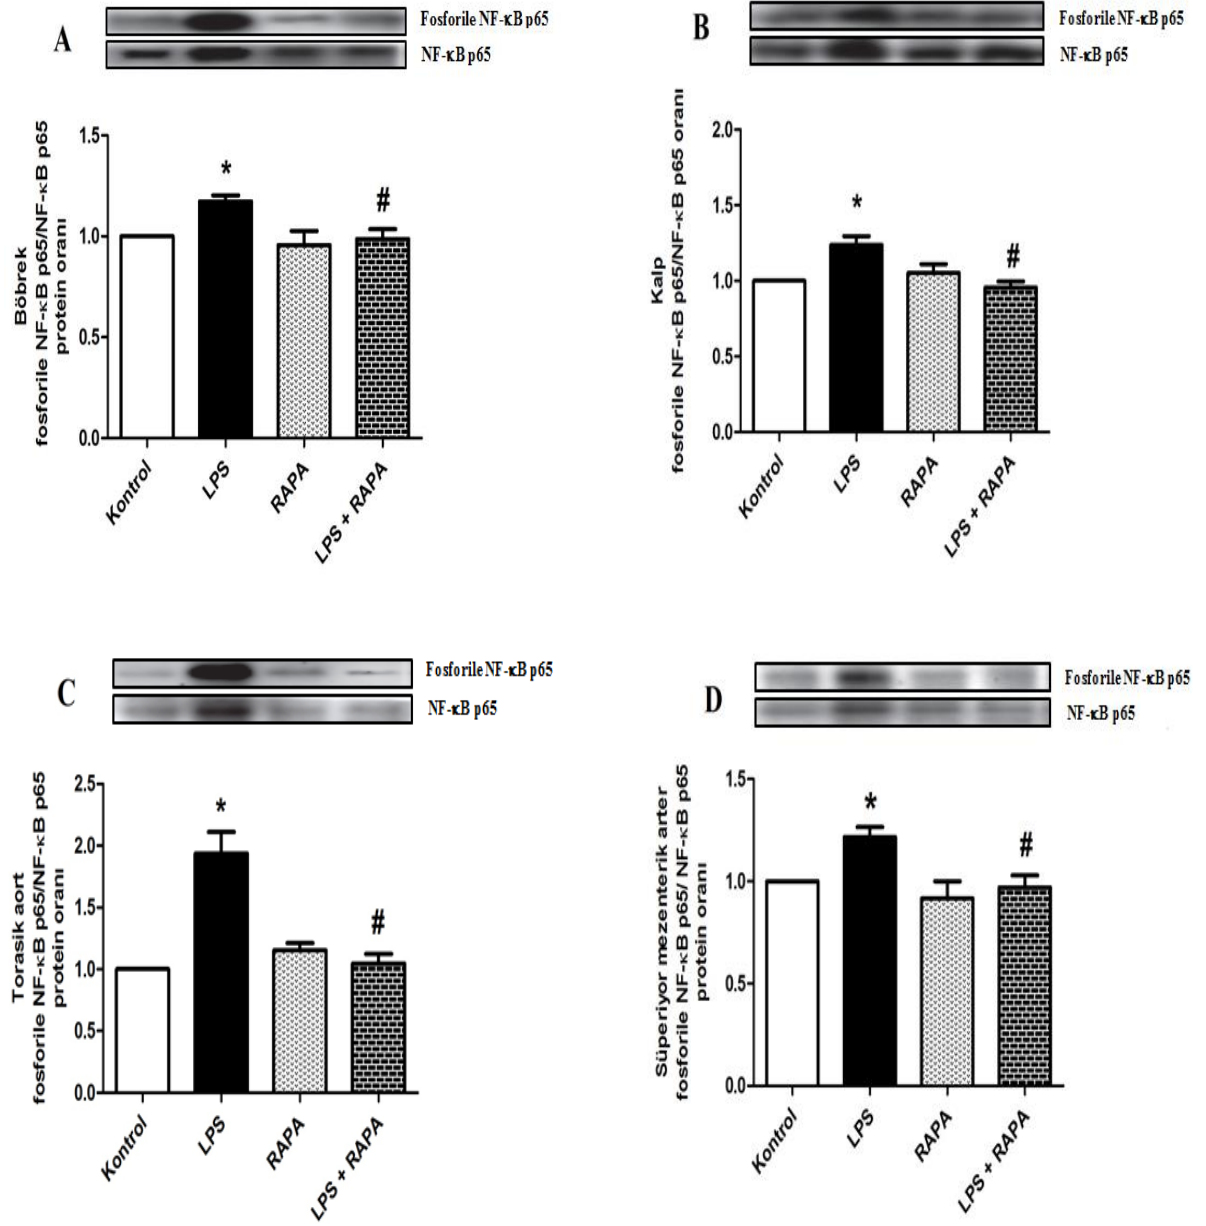 A
Fosforile NF-κB p65
NF-κB p65
Böbrek
fosforile NF-κB p65/NF-κB p65
protein oranı
1.5
1.0
0.5
0.0
*
#
Kontrol
LPS
RAPA
LPS + RAPA
B
Fosforile NF-κB p65
NF-κB p65
Kalp
fosforile NF-κB p65/NF-κB p65 oranı
2.0
1.5
1.0
0.5
0.0
*
#
Kontrol
LPS
RAPA
LPS + RAPA
C
Fosforile NF-κB p65
NF-κB p65
Torasik aort
fosforile NF-κB p65/NF-κB p65
protein oranı
2.5
2.0
1.5
1.0
0.5
0.0
*
#
Kontrol
LPS
RAPA
LPS + RAPA
D
Fosforile NF-κB p65
NF-κB p65
Süperiyor mezenterik arter
fosforile NF-κB p65/ NF-κB p65
protein oranı
1.5
1.0
0.5
0.0
*
#
Kontrol
LPS
RAPA
LPS + RAPA